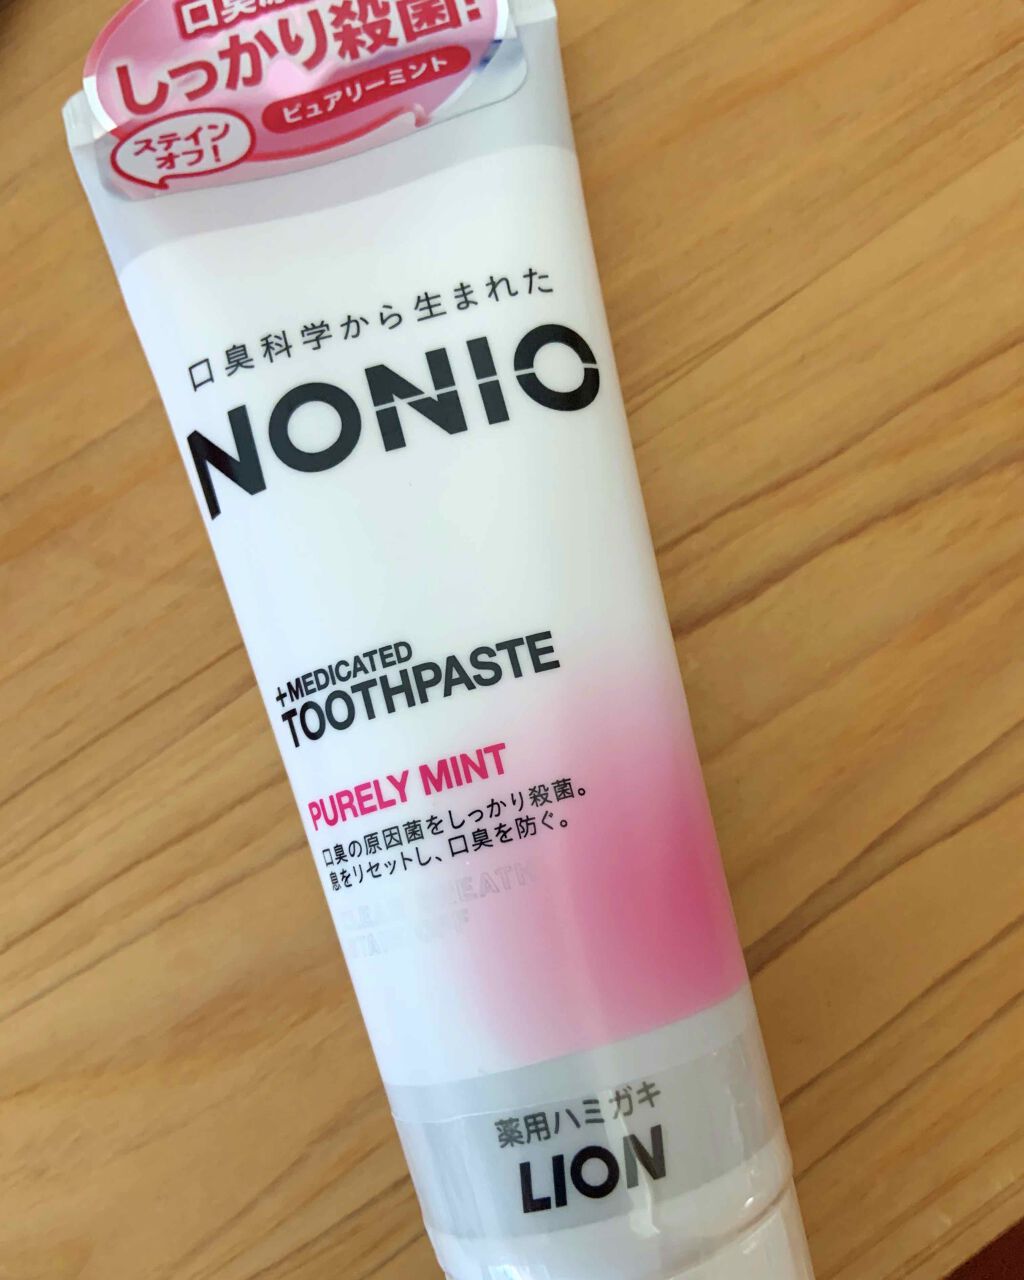 口臭原
しっかり殺菌!
ピュアリーミント
ステイン
オフ!
口臭科学から生まれた
NONIO
+MEDICATED
TOOTHPASTE
PURELY MINT
口臭の原因菌をしっかり殺菌。
息をリセットし、口臭を防ぐ。
薬用ハミガキ
LION